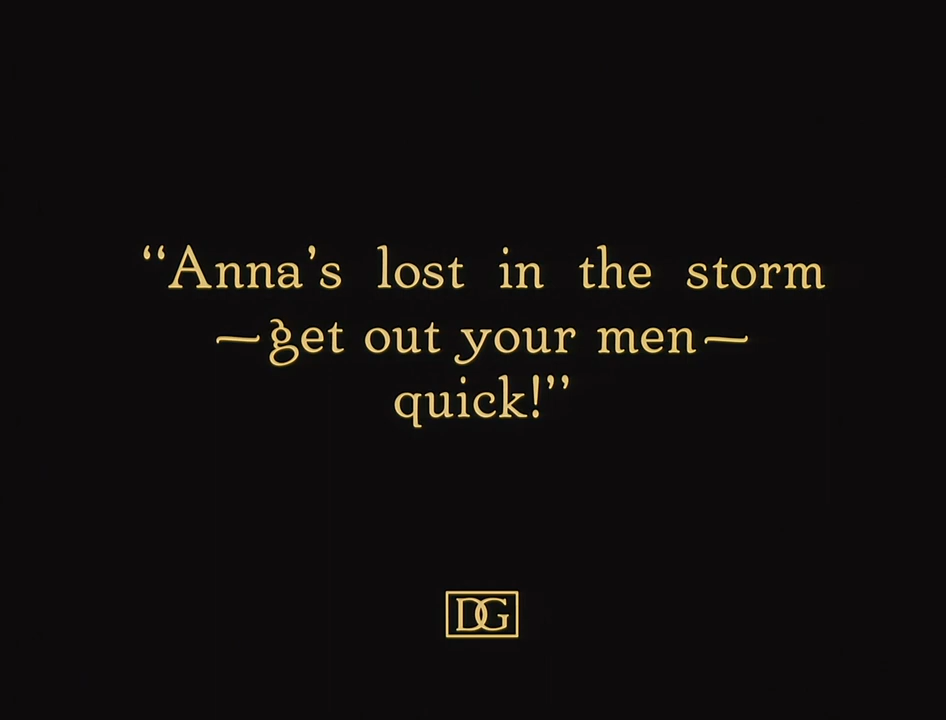 “Anna’s lost in the storm
—get out your men—
quick!”
DG